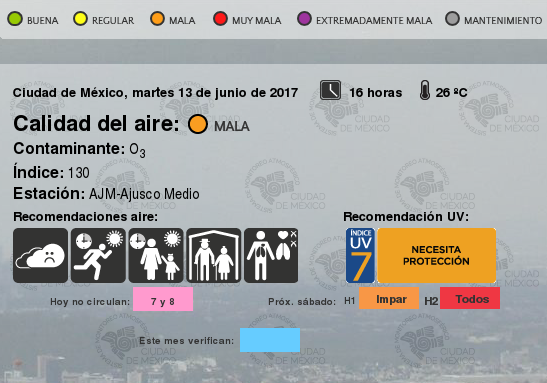 BUENA REGULAR MALA MUY MALA EXTREMADAMENTE MALA MANTENIMIENTO
Ciudad de México, martes 13 de junio de 2017 16 horas 26 ºC
Calidad del aire: MALA
Contaminante: O3
Índice: 130
Estación: AJM-Ajusco Medio
Recomendaciones aire: Recomendación UV:
ÍNDICE
UV
7
NECESITA
PROTECCIÓN
Hoy no circulan: 7 y 8 Próx. sábado: H1 Impar H2 Todos
Este mes verifican: